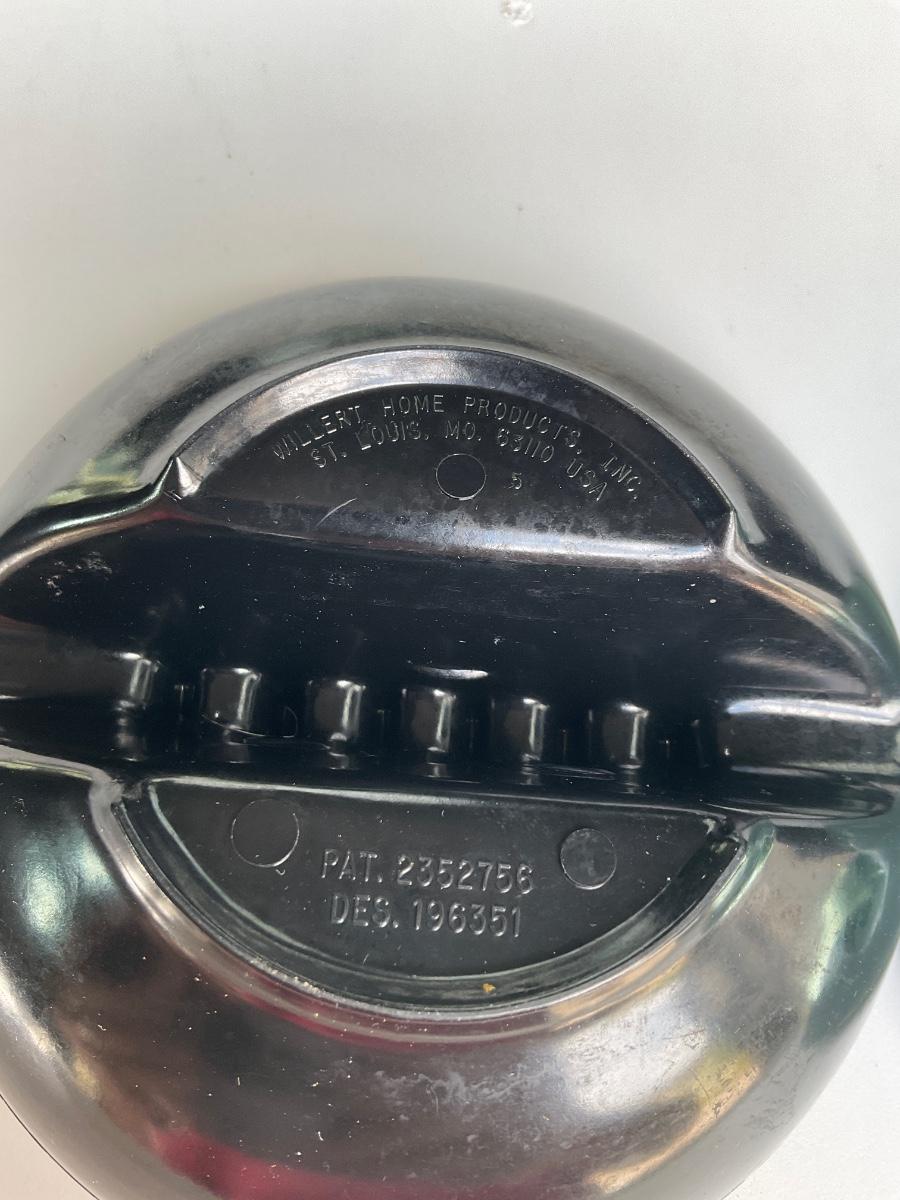 WILLERT HOME PRODUCTS, INC.
ST. LOUIS, MO. 63110 USA
5
PAT. 2352756
DES. 196351